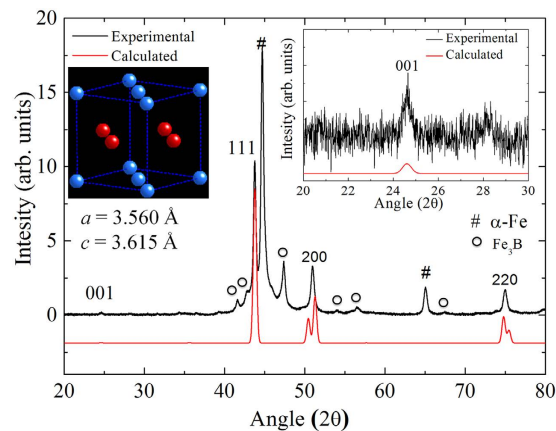 Experimental
Calculated
#
Experimental
Calculated
001
Intesity (arb. units)
20 22 24 26 28 30
Angle (2θ)
a = 3.560 Å
c = 3.615 Å
111
# α-Fe
Fe3B
001
200
#
220
Intesity (arb. units)
20
15
10
5
0
20 30 40 50 60 70 80
Angle (2θ)